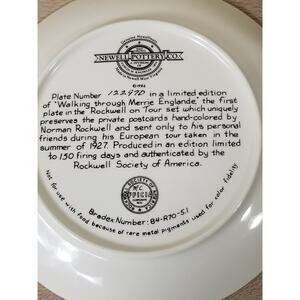 NEWELL POTTERY CO.
©1982
Plate Number 12297D in a limited edition
of "Walking through Merrie Englande," the first
plate in the Rockwell on Tour set which uniquely
preserves the private postcards hand-colored by
Norman Rockwell and sent only to his personal
friends during his European tour taken in the
summer of 1927. Produced in an edition limited
to 150 firing days and authenticated by the
Rockwell Society of America.
Bradex Number: 84-R70-5.1
Not for use with food because of rare metal pigments used for color fidelity.